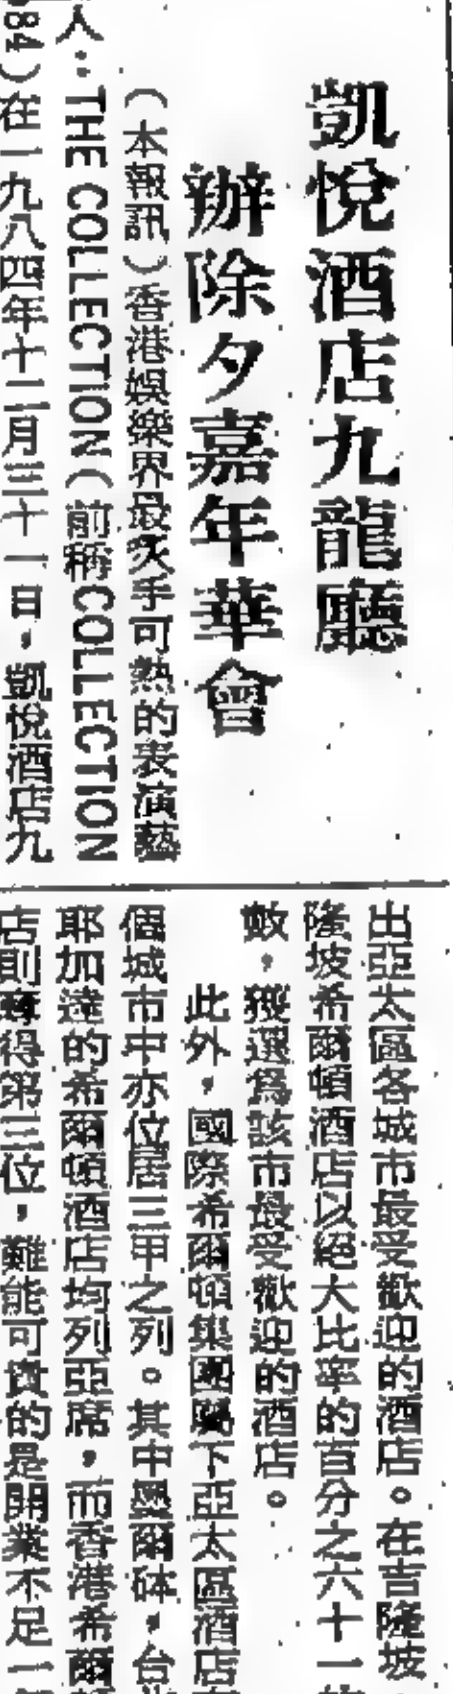 凱悅酒店九龍廳
辦除夕嘉年華會
（本報訊）香港娛樂界最炙手可熱的表演藝
人：THE COLLECTION（前稱COLLECTION
84）在一九八四年十二月三十一日，凱悅酒店九
出亞太區各城市最受歡迎的酒店。在吉隆坡，
隆坡希爾頓酒店以絕大比率的百分之六十一
敵，獲選為該市最受歡迎的酒店。
此外，國際希爾頓集團屬下亞太區酒店
個城市中亦位居三甲之列。其中奧爾砵，台
耶加達的希爾頓酒店均列亞席，而香港希爾
店則奪得第三位，難能可貴的是開業不足一